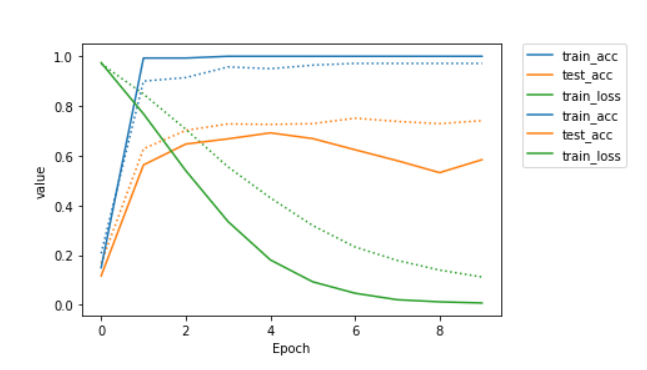 1.0
0.8
0.6
0.4
0.2
0.0
value
0 2 4 6 8
Epoch
train_acc
test_acc
train_loss
train_acc
test_acc
train_loss